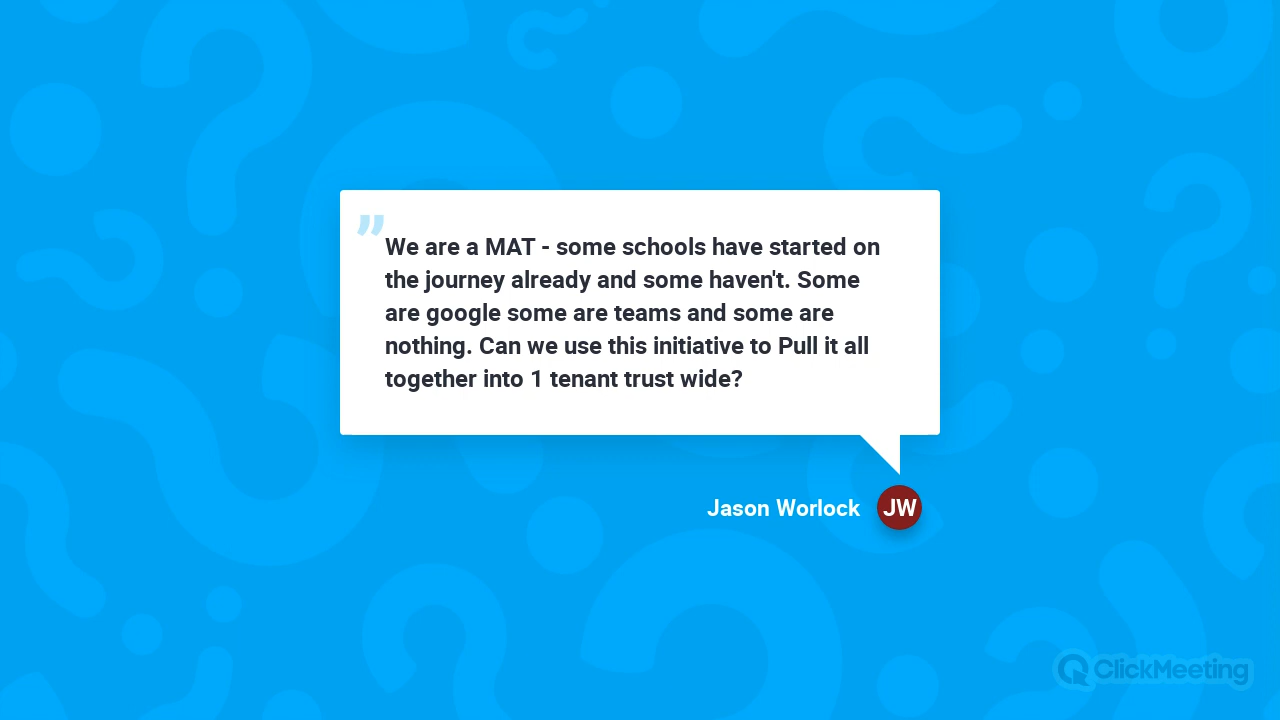 We are a MAT - some schools have started on
the journey already and some haven't. Some
are google some are teams and some are
nothing. Can we use this initiative to Pull it all
together into 1 tenant trust wide?
Jason Worlock JW
ClickMeeting